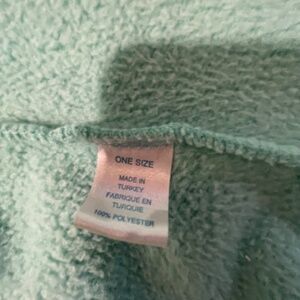 ONE SIZE
MADE IN
TURKEY
FABRIQUE EN
TURQUIE
100% POLYESTER